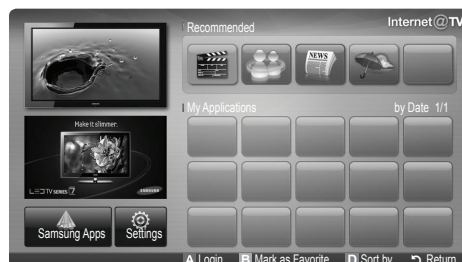 Recommended
Internet@TV
NEWS
My Applications
by Date 1/1
Make it slimmer.
LED TV SERIES 7
SAMSUNG
Samsung Apps
Settings
A Login B Mark as Favorite D Sort by Return